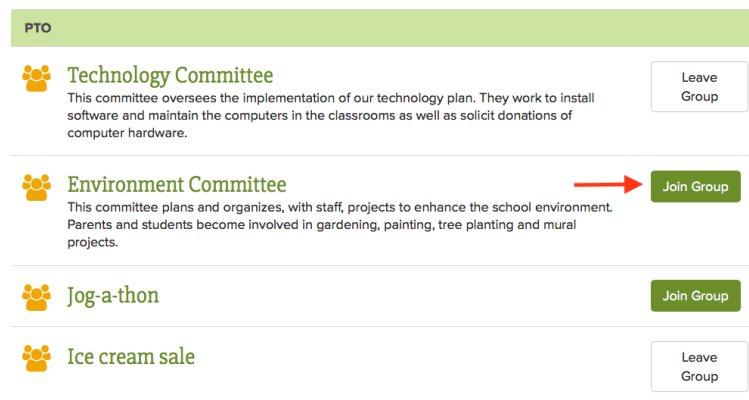 PTO
Technology Committee
This committee oversees the implementation of our technology plan. They work to install
software and maintain the computers in the classrooms as well as solicit donations of
computer hardware.
Leave
Group
Environment Committee
This committee plans and organizes, with staff, projects to enhance the school environment.
Parents and students become involved in gardening, painting, tree planting and mural
projects.
Join Group
Jog-a-thon
Join Group
Ice cream sale
Leave
Group